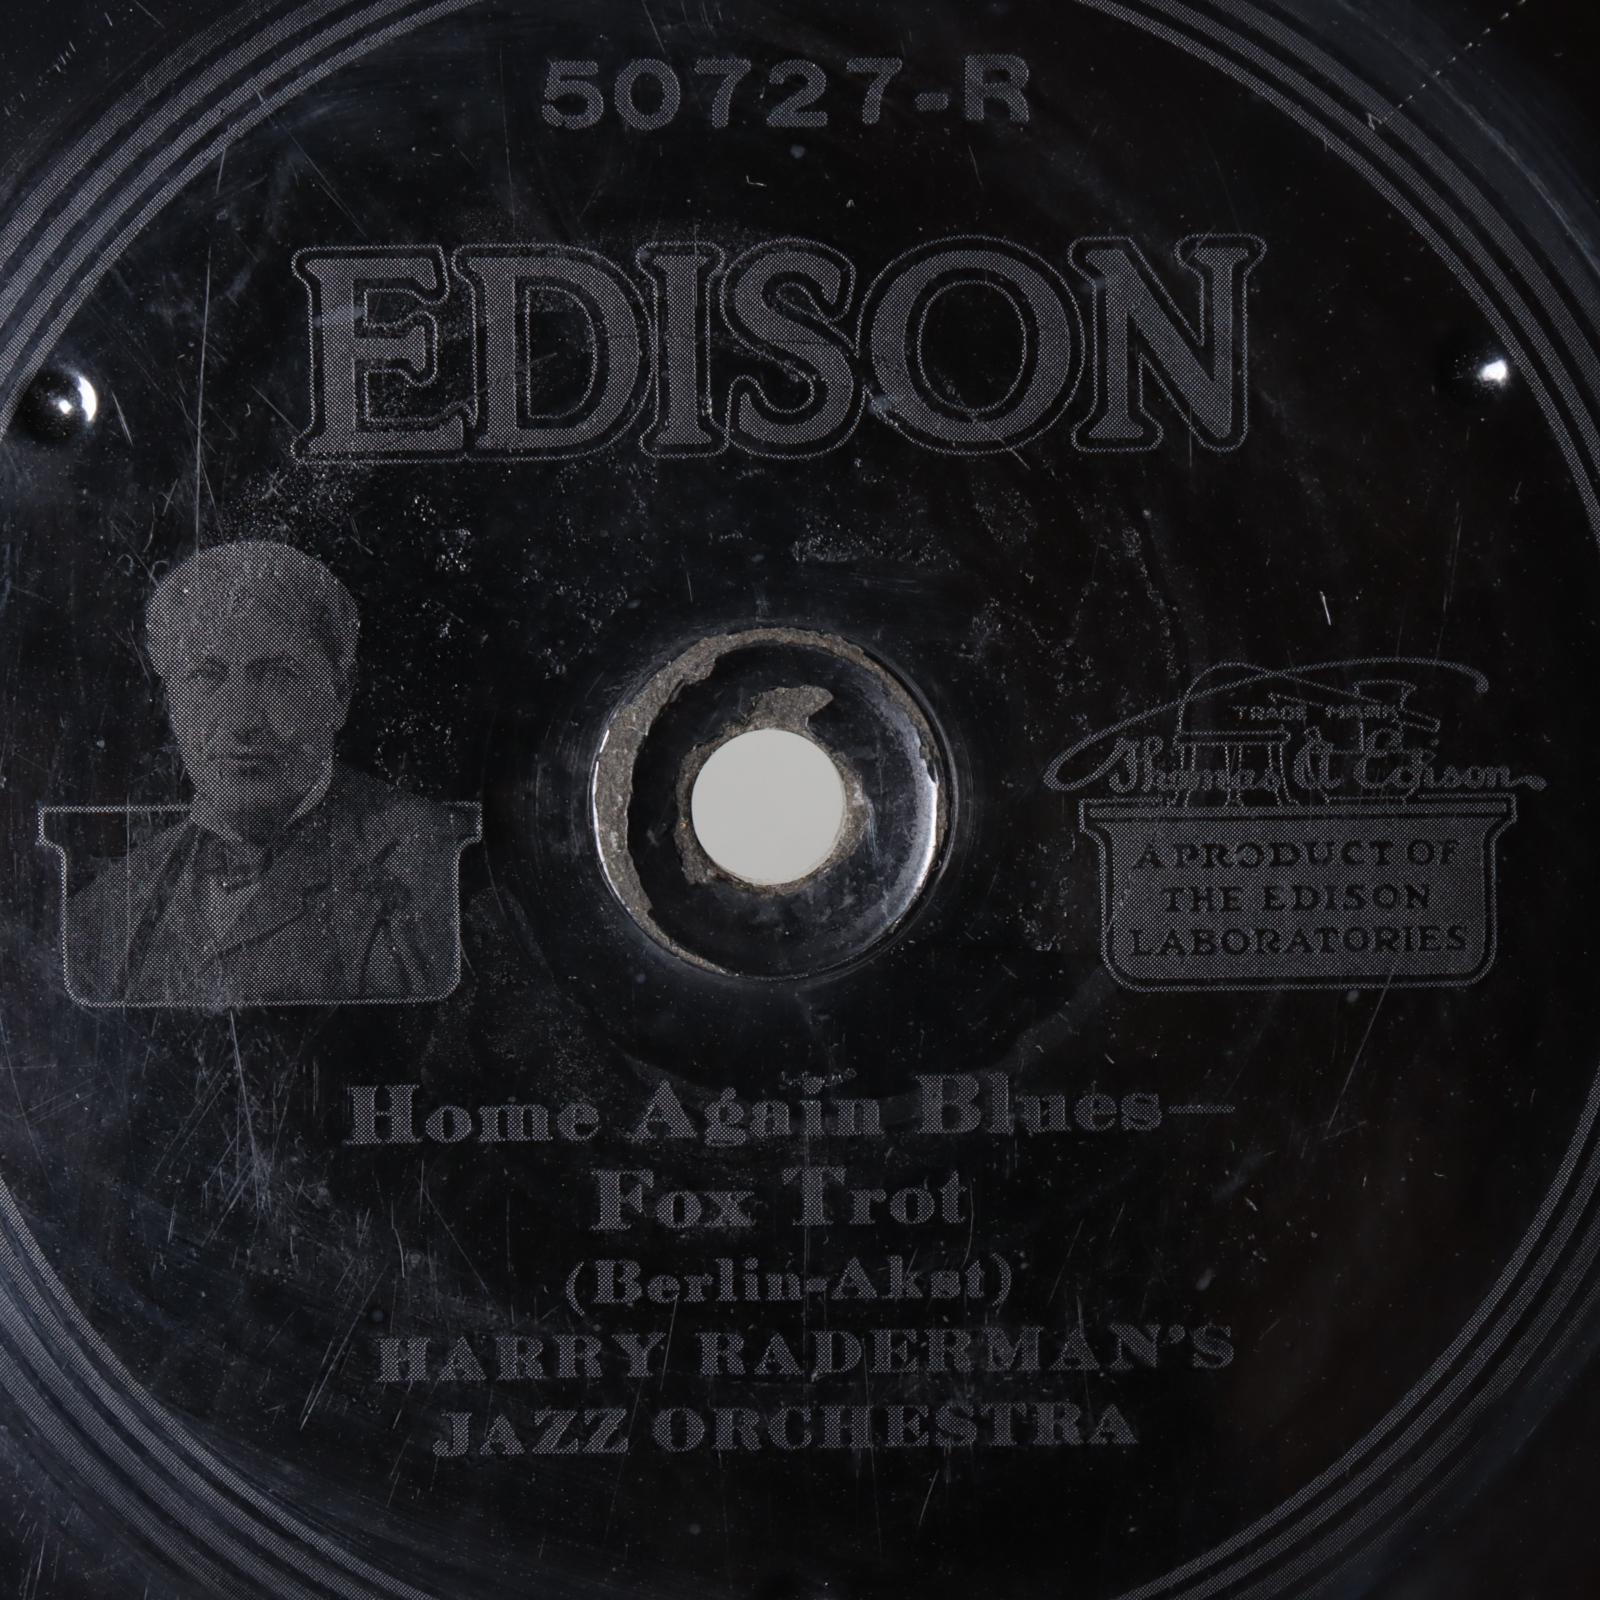 50727-R
EDISON
TRADE MARK
Thomas A Edison
A PRODUCT OF
THE EDISON
LABORATORIES
Home Again Blues—
Fox Trot
(Berlin-Akst)
HARRY RADERMAN'S
JAZZ ORCHESTRA